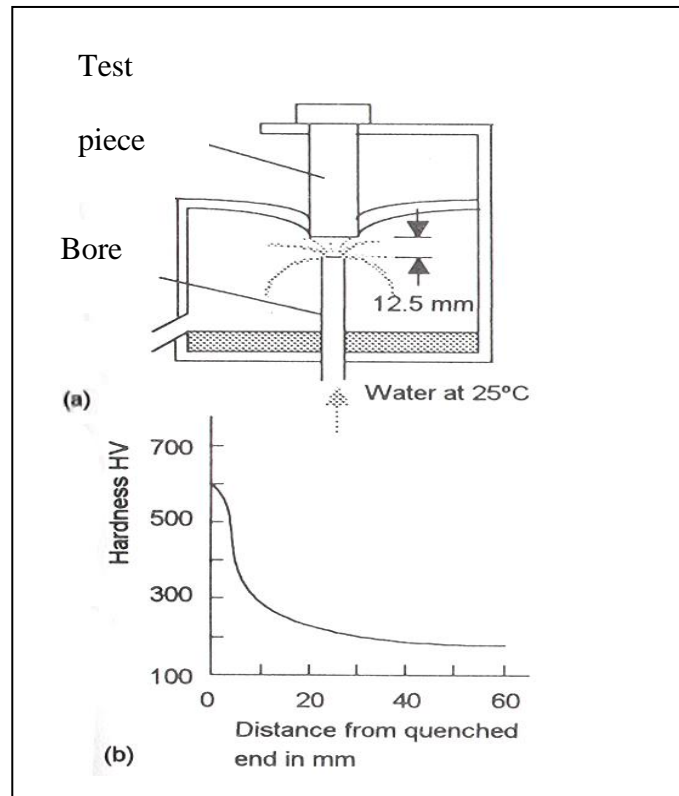 Test
piece
Bore
12.5 mm
Water at 25ºC
(a)
Hardness HV
700
500
300
100
0 20 40 60
Distance from quenched
end in mm
(b)